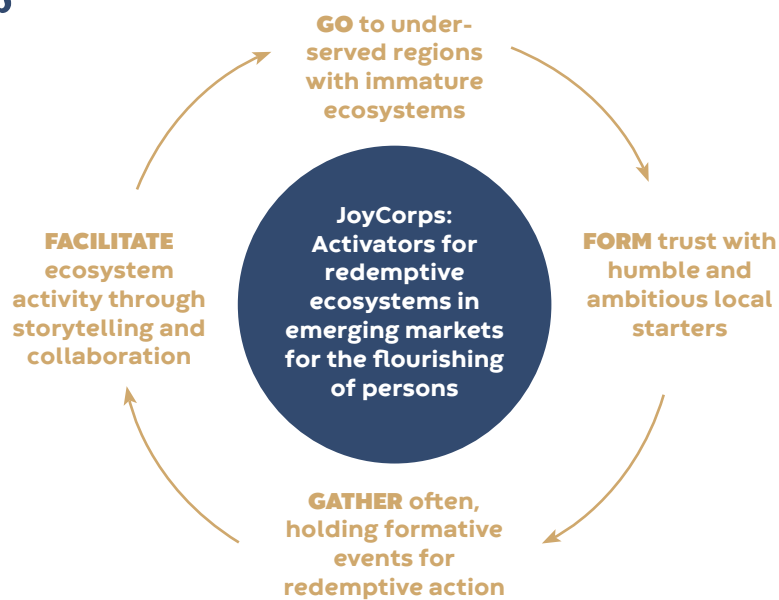 GO to under-
served regions
with immature
ecosystems
JoyCorps:
Activators for
redemptive
ecosystems in
emerging markets
for the flourishing
of persons
FORM trust with
humble and
ambitious local
starters
GATHER often,
holding formative
events for
redemptive action
FACILITATE
ecosystem
activity through
storytelling and
collaboration